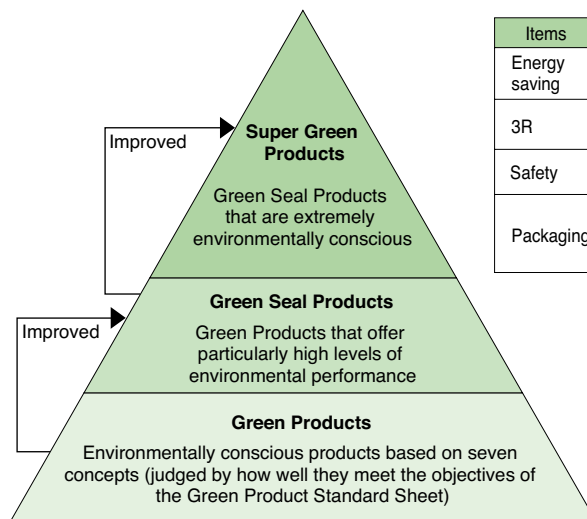 Improved
Super Green
Products
Green Seal Products
that are extremely
environmentally conscious
Improved
Green Seal Products
Green Products that offer
particularly high levels of
environmental performance
Green Products
Environmentally conscious products based on seven
concepts (judged by how well they meet the objectives of
the Green Product Standard Sheet)
Items
Energy
saving
3R
Safety
Packaging